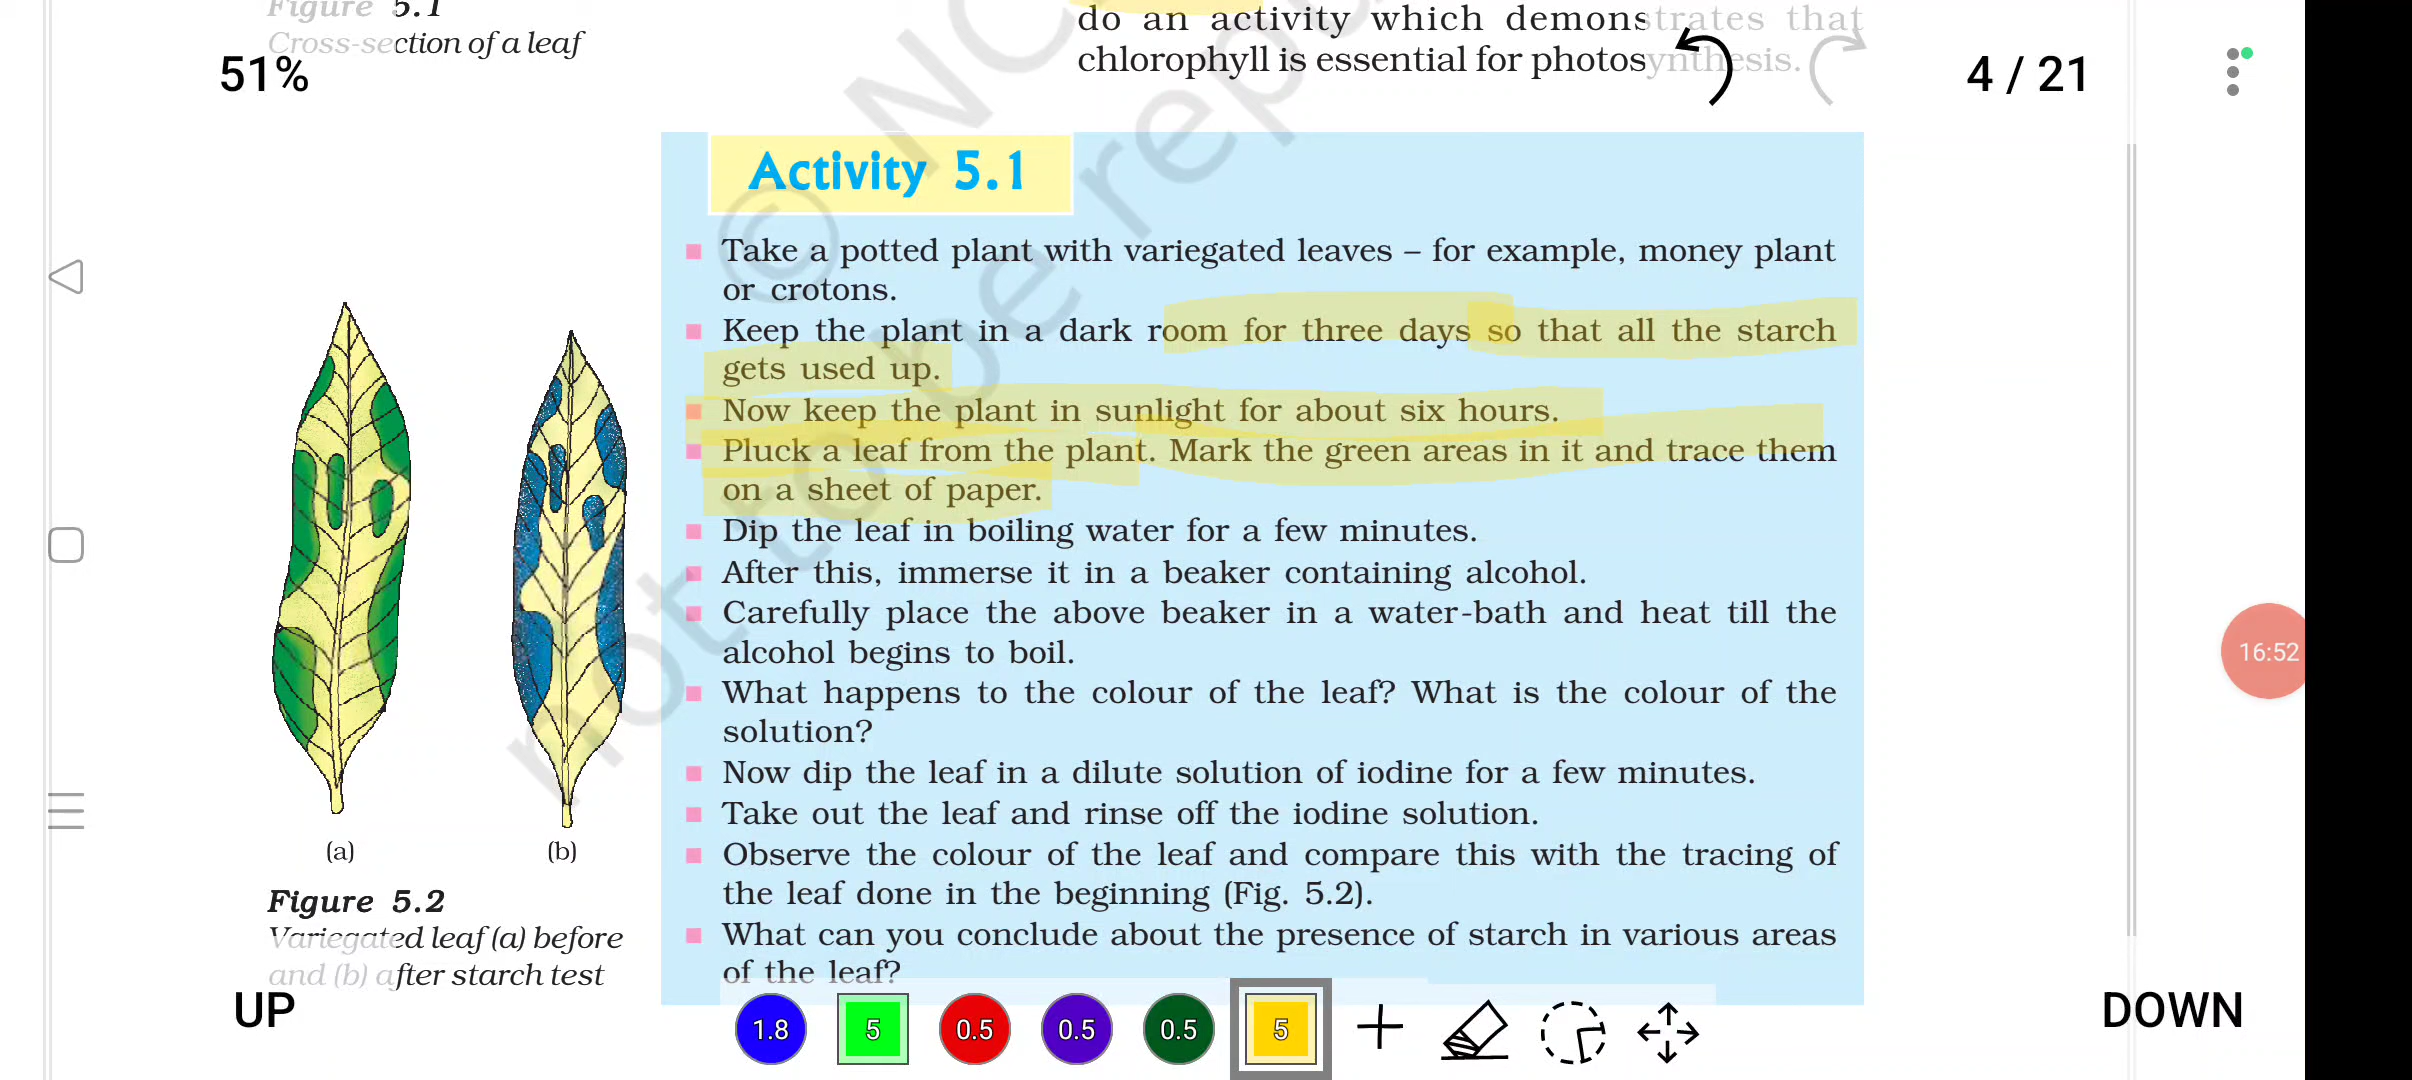 Figure 5.1
Cross-section of a leaf
do an activity which demonstrates that
chlorophyll is essential for photosynthesis.
51%
4 / 21
Activity 5.1
Take a potted plant with variegated leaves – for example, money plant
or crotons.
Keep the plant in a dark room for three days so that all the starch
gets used up.
Now keep the plant in sunlight for about six hours.
Pluck a leaf from the plant. Mark the green areas in it and trace them
on a sheet of paper.
Dip the leaf in boiling water for a few minutes.
After this, immerse it in a beaker containing alcohol.
Carefully place the above beaker in a water-bath and heat till the
alcohol begins to boil.
What happens to the colour of the leaf? What is the colour of the
solution?
Now dip the leaf in a dilute solution of iodine for a few minutes.
Take out the leaf and rinse off the iodine solution.
Observe the colour of the leaf and compare this with the tracing of
the leaf done in the beginning (Fig. 5.2).
What can you conclude about the presence of starch in various areas
of the leaf?
(a)
(b)
Figure 5.2
Variegated leaf (a) before
and (b) after starch test
© NC
not to be rep
16:52
UP
DOWN
1.8
5
0.5
0.5
0.5
5